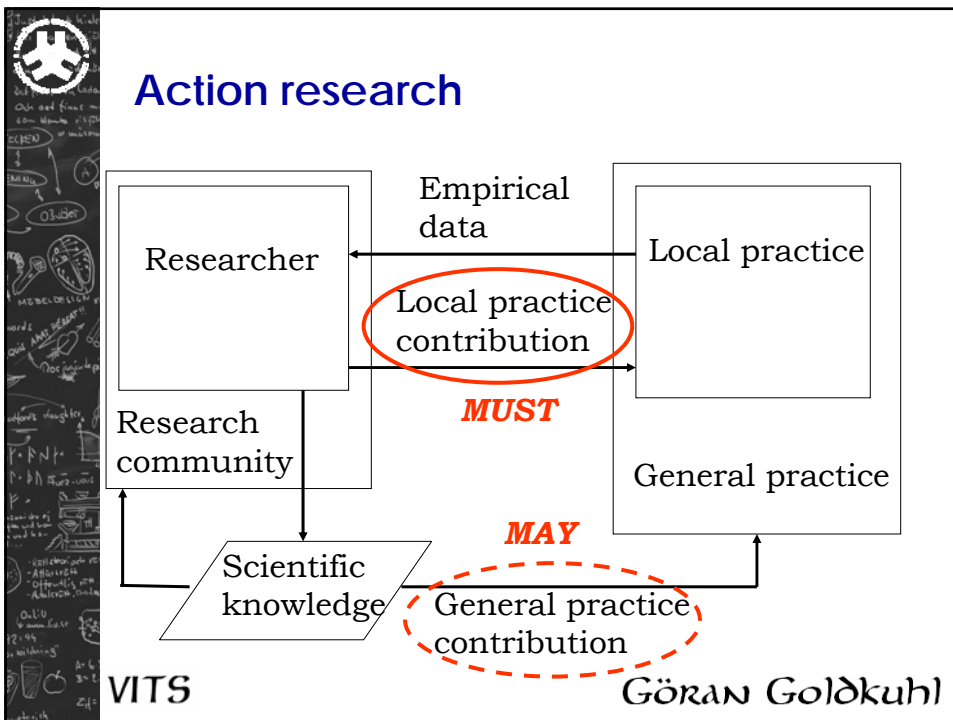 Action research
Empirical
data
Researcher
Local practice
Local practice
contribution
MUST
Research
community
General practice
MAY
Scientific
knowledge
General practice
contribution
VITS
Göran Goldkuhl